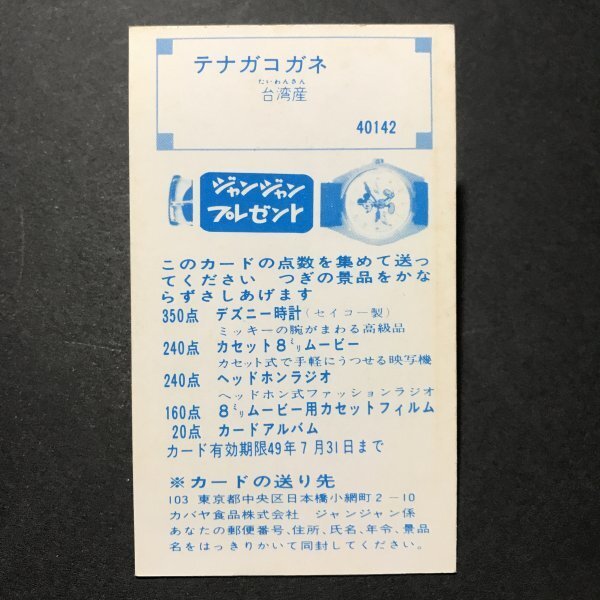 テナガコガネ
たいわんさん
台湾産
40142
ジャンジャン
プレゼント
このカードの点数を集めて送っ
てください つぎの景品をかな
らずさしあげます
350点 デズニー時計(セイコー製)
ミッキーの腕がまわる高級品
240点 カセット8ミリムービー
カセット式で手軽にうつせる映写機
240点 ヘッドホンラジオ
ヘッドホン式ファッションラジオ
160点 8ミリムービー用カセットフィルム
20点 カードアルバム
カード有効期限49年7月31日まで
※カードの送り先
103 東京都中央区日本橋小網町2−10
カバヤ食品株式会社 ジャンジャン係
あなたの郵便番号、住所、氏名、年令、景品
名をはっきりかいて同封してください。